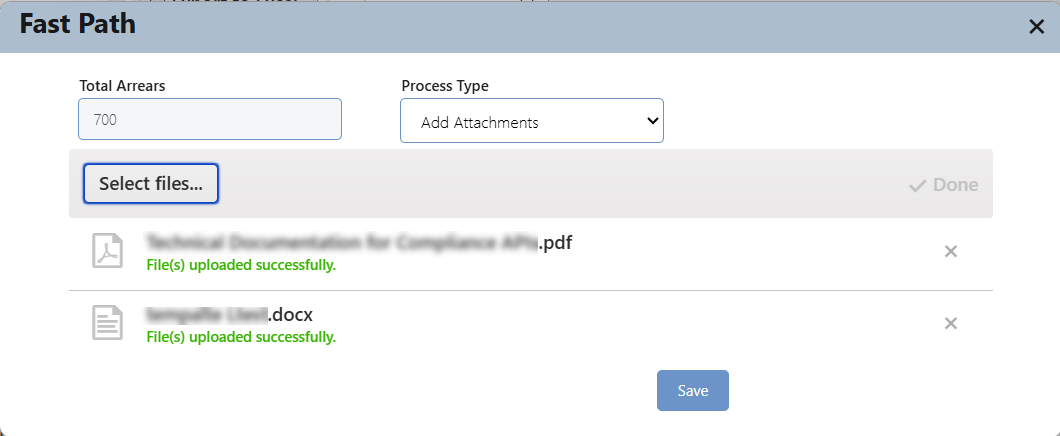 Fast Path
Total Arrears
Process Type
700
Add Attachments
Select files...
Done
.pdf
File(s) uploaded successfully.
.docx
File(s) uploaded successfully.
Save